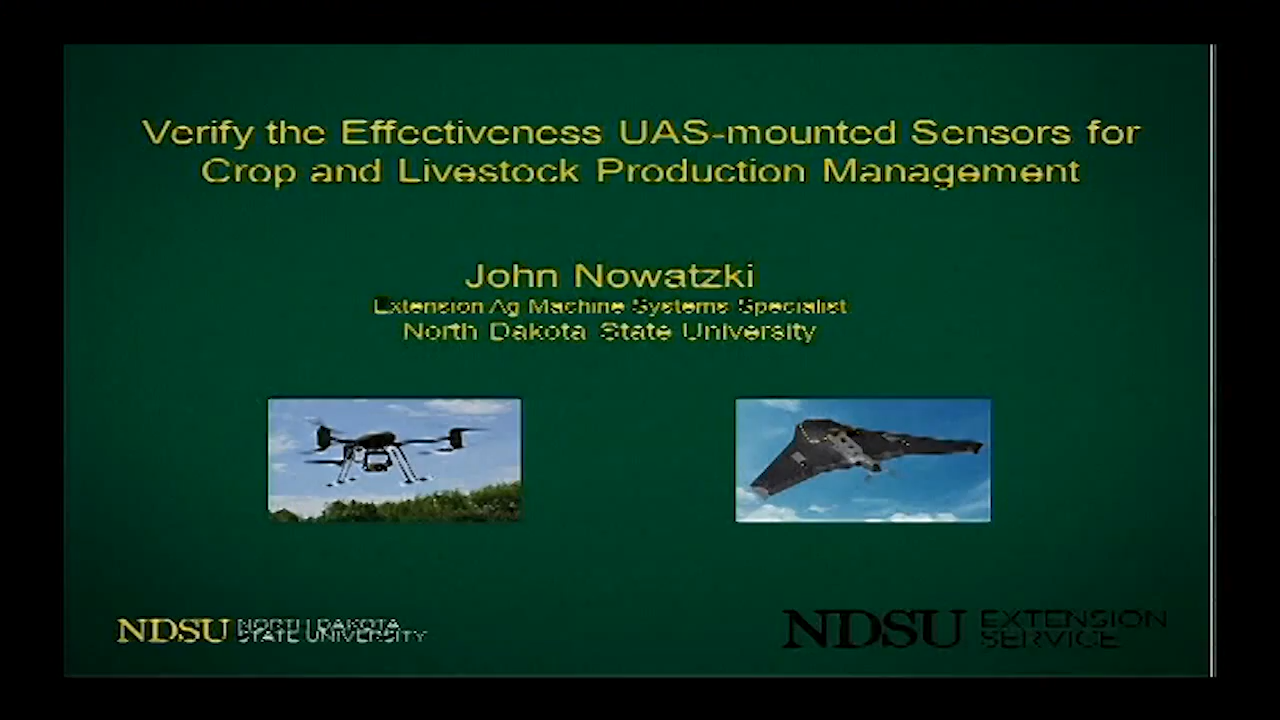 Verify the Effectiveness UAS-mounted Sensors for
Crop and Livestock Production Management
John Nowatzki
Extension Ag Machine Systems Specialist
North Dakota State University
NDSU NORTH DAKOTA
STATE UNIVERSITY
NDSU EXTENSION
SERVICE